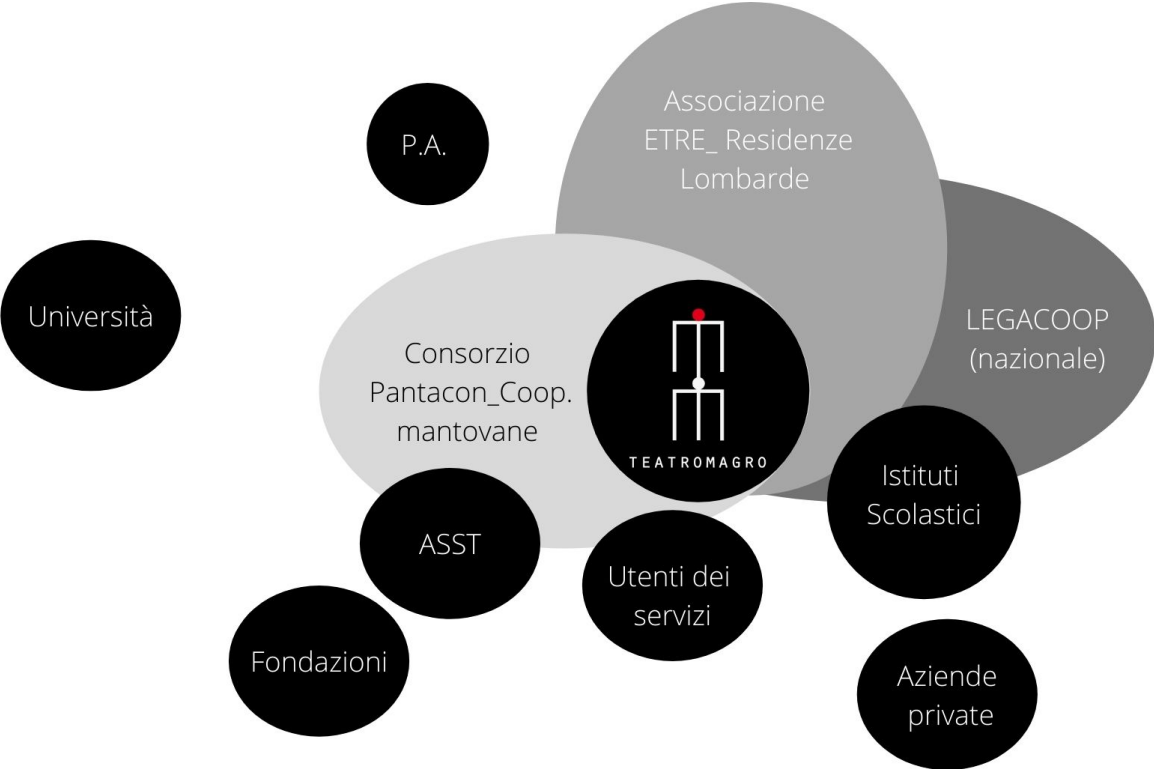 Associazione
ETRE_ Residenze
Lombarde
P.A.
Università
LEGACOOP
(nazionale)
Consorzio
Pantacon_Coop.
mantovane
TEATROMAGRO
Istituti
Scolastici
ASST
Utenti dei
servizi
Fondazioni
Aziende
private